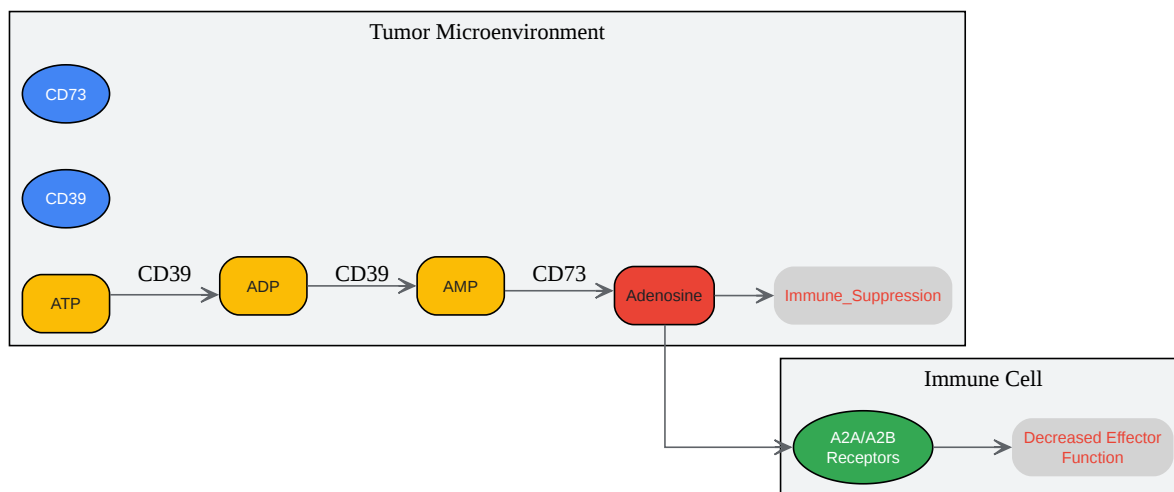 Tumor Microenvironment
CD73
CD39
CD39
CD39
CD73
ATP
ADP
AMP
Adenosine
Immune_Suppression
Immune Cell
A2A/A2B
Receptors
Decreased Effector
Function